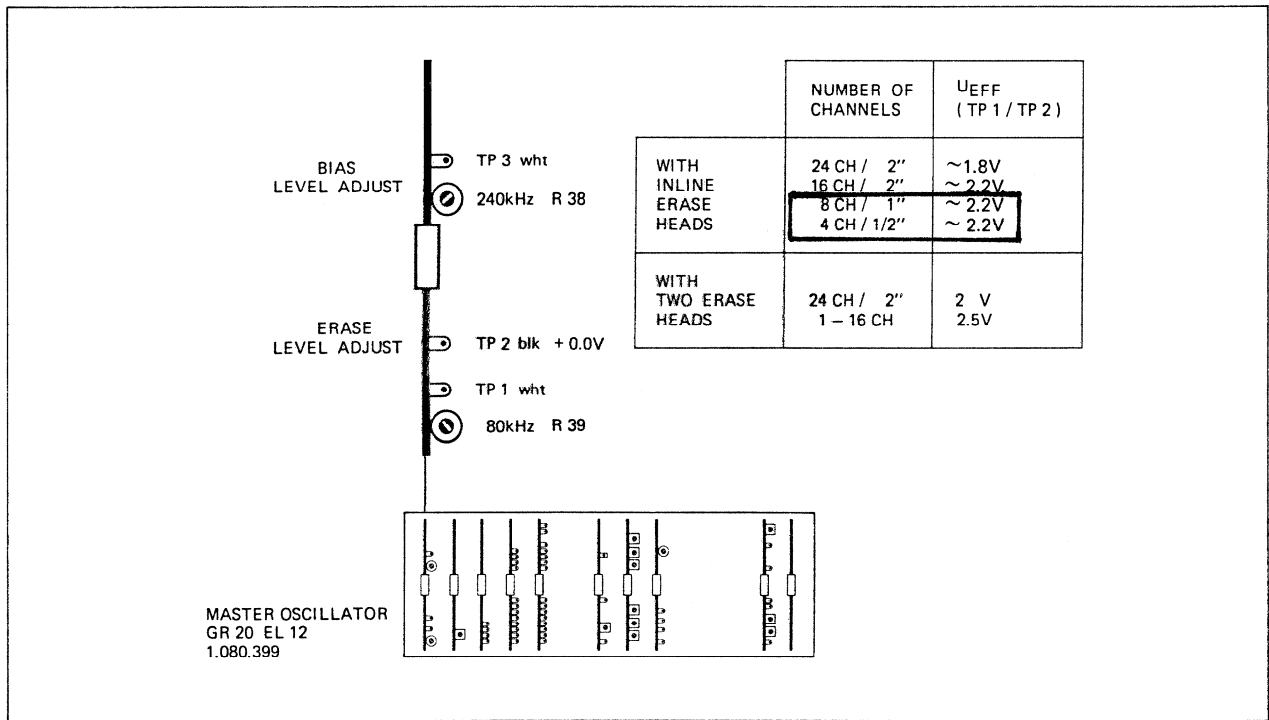 BIAS
LEVEL ADJUST
TP 3 wht
240kHz R 38
ERASE
LEVEL ADJUST
TP 2 blk + 0.0V
TP 1 wht
80kHz R 39
NUMBER OF CHANNELS
UEFF
( TP 1 / TP 2 )
WITH INLINE ERASE HEADS
24 CH / 2" ~1.8V
16 CH / 2" ~ 2.2V
8 CH / 1" ~ 2.2V
4 CH / 1/2" ~ 2.2V
WITH TWO ERASE HEADS
24 CH / 2" 2 V
1 – 16 CH 2.5V
MASTER OSCILLATOR
GR 20 EL 12
1.080.399